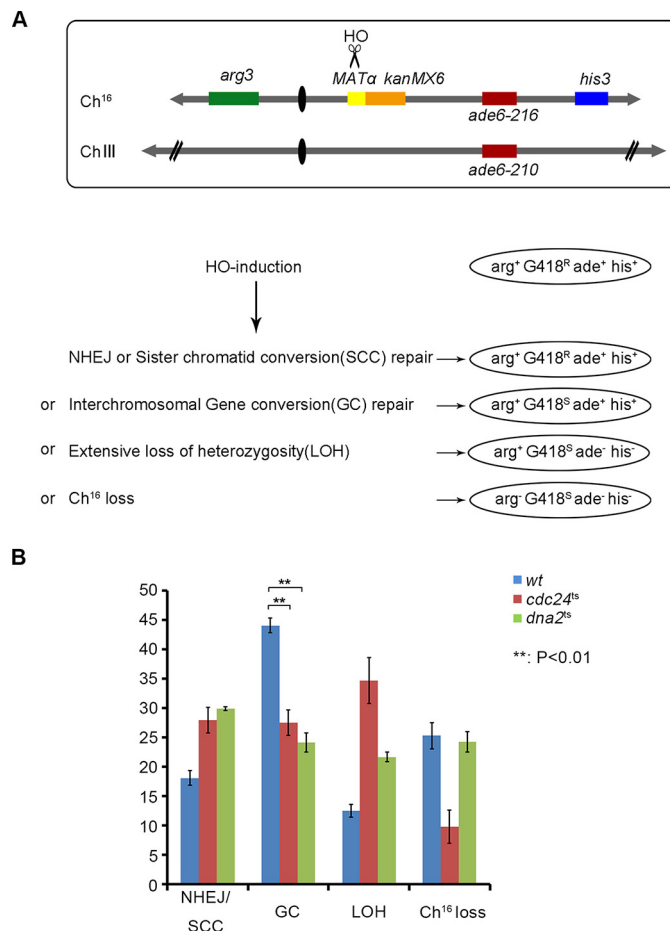 A
HO
arg3 MATα kanMX6 his3
Ch¹⁶
ade6-216
ChⅢ
ade6-210
HO-induction arg⁺ G418ᴿ ade⁺ his⁺
NHEJ or Sister chromatid conversion(SCC) repair arg⁺ G418ᴿ ade⁺ his⁺
or Interchromosomal Gene conversion(GC) repair arg⁺ G418ˢ ade⁺ his⁺
or Extensive loss of heterozygosity(LOH) arg⁺ G418ˢ ade⁻ his⁻
or Ch¹⁶ loss arg⁻ G418ˢ ade⁻ his⁻
B
50
45
40
35
30
25
20
15
10
5
0
**
**
wt
cdc24ᵗˢ
dna2ᵗˢ
**: P<0.01
NHEJ/
SCC
GC
LOH
Ch¹⁶ loss